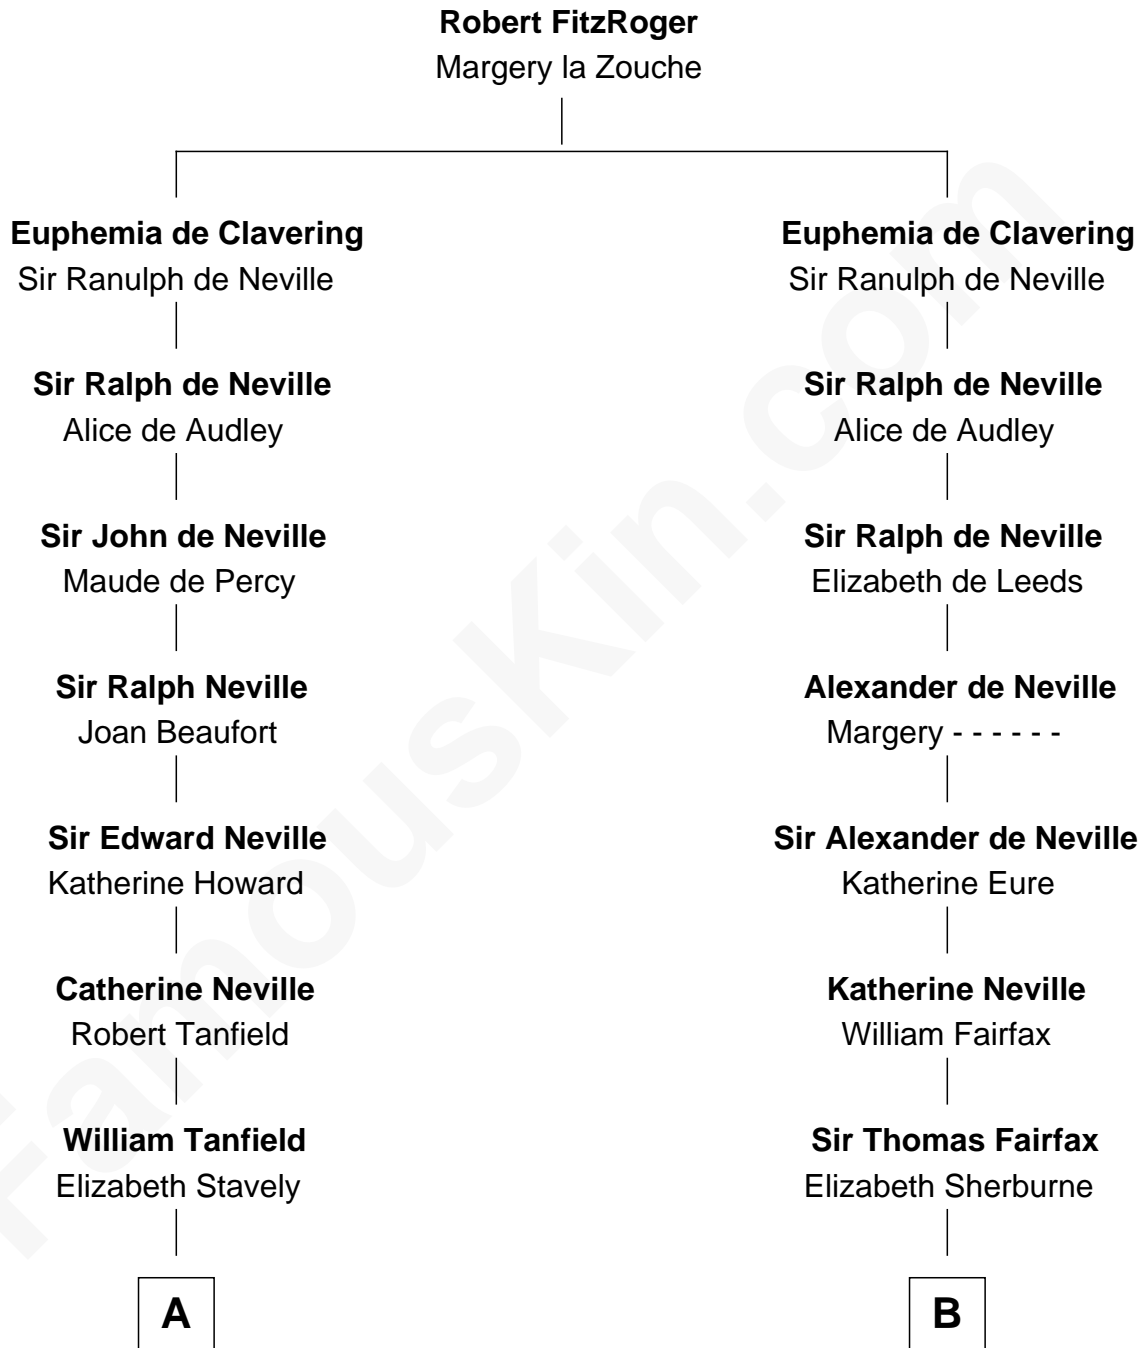 Robert FitzRoger
Margery la Zouche
Euphemia de Clavering
Sir Ranulph de Neville
Sir Ralph de Neville
Alice de Audley
Sir John de Neville
Maude de Percy
Sir Ralph Neville
Joan Beaufort
Sir Edward Neville
Katherine Howard
Catherine Neville
Robert Tanfield
William Tanfield
Elizabeth Stavely
A
Euphemia de Clavering
Sir Ranulph de Neville
Sir Ralph de Neville
Alice de Audley
Sir Ralph de Neville
Elizabeth de Leeds
Alexander de Neville
Margery - - - - - -
Sir Alexander de Neville
Katherine Eure
Katherine Neville
William Fairfax
Sir Thomas Fairfax
Elizabeth Sherburne
B
FamousKin.com